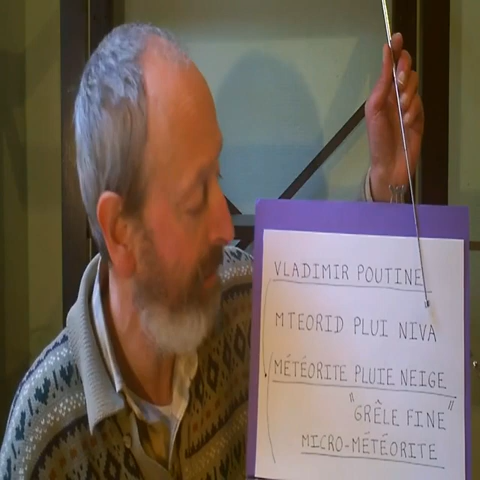 VLADIMIR POUTINE
MTEORID PLUI NIVA
MÉTÉORITE PLUIE NEIGE
"GRÊLE FINE"
MICRO-MÉTÉORITE